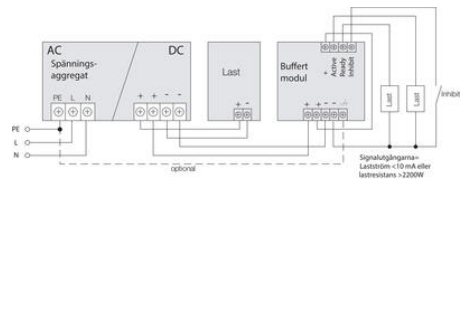 AC
DC
Spännings-
aggregat
PE L N
+ + - -
Last
+ -
Buffert
modul
+
Active
Ready
Inhibit
+ + - -
Last
Last
Inhibit
PE
L
N
optional
Signalutgångarna=
Lastström <10 mA eller
lastresistans >2200W